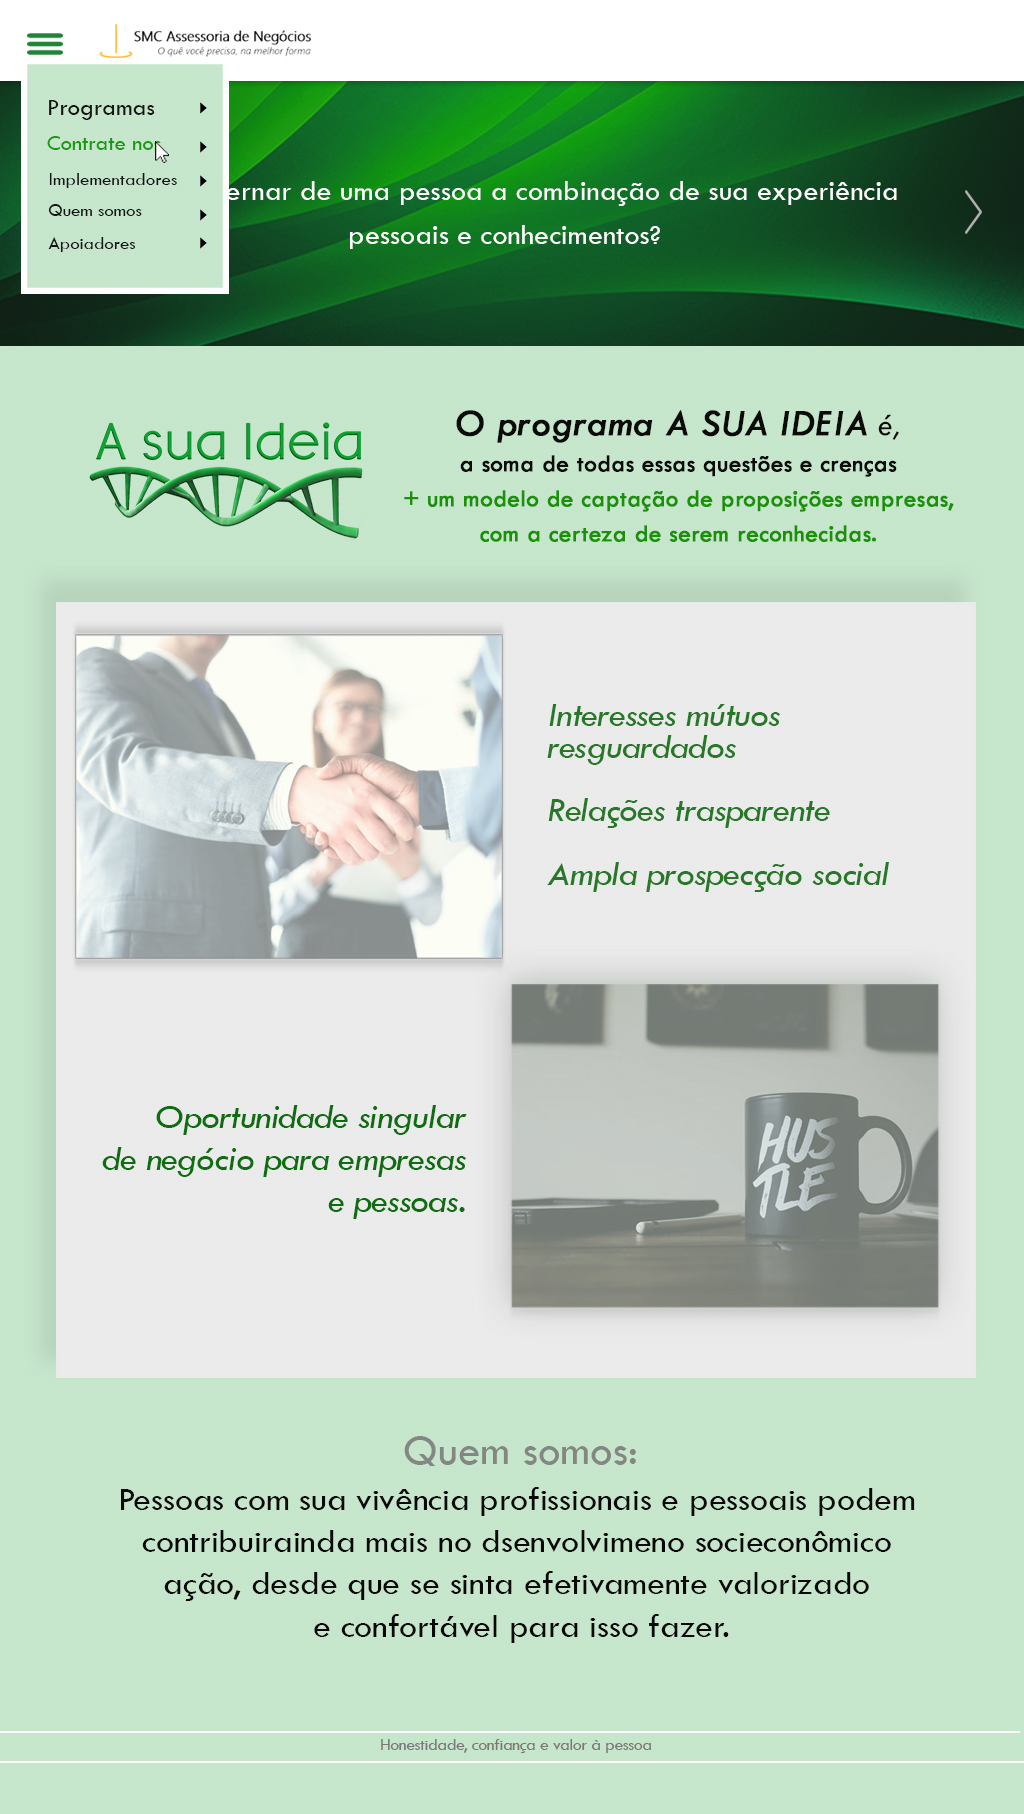 SMC Assessoria de Negócios
O quê você precisa, na melhor forma
Programas
Contrate nos
Implementadores
Quem somos
Apoiadores
ernar de uma pessoa a combinação de sua experiência
pessoais e conhecimentos?
A sua Ideia
O programa A SUA IDEIA é,
a soma de todas essas questões e crenças
+ um modelo de captação de proposições empresas,
com a certeza de serem reconhecidas.
Interesses mútuos
resguardados
Relações trasparente
Ampla prospecção social
Oportunidade singular
de negócio para empresas
e pessoas.
HUS
TLE
Quem somos:
Pessoas com sua vivência profissionais e pessoais podem
contribuirainda mais no dsenvolvimeno socieconômico
ação, desde que se sinta efetivamente valorizado
e confortável para isso fazer.
Honestidade, confiança e valor à pessoa